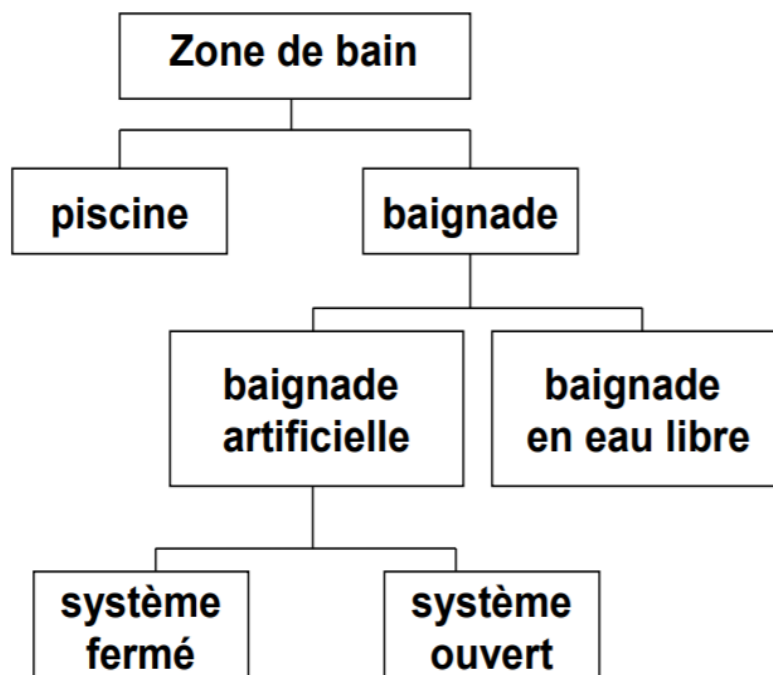 Zone de bain
piscine
baignade
baignade
artificielle
baignade
en eau libre
système
fermé
système
ouvert